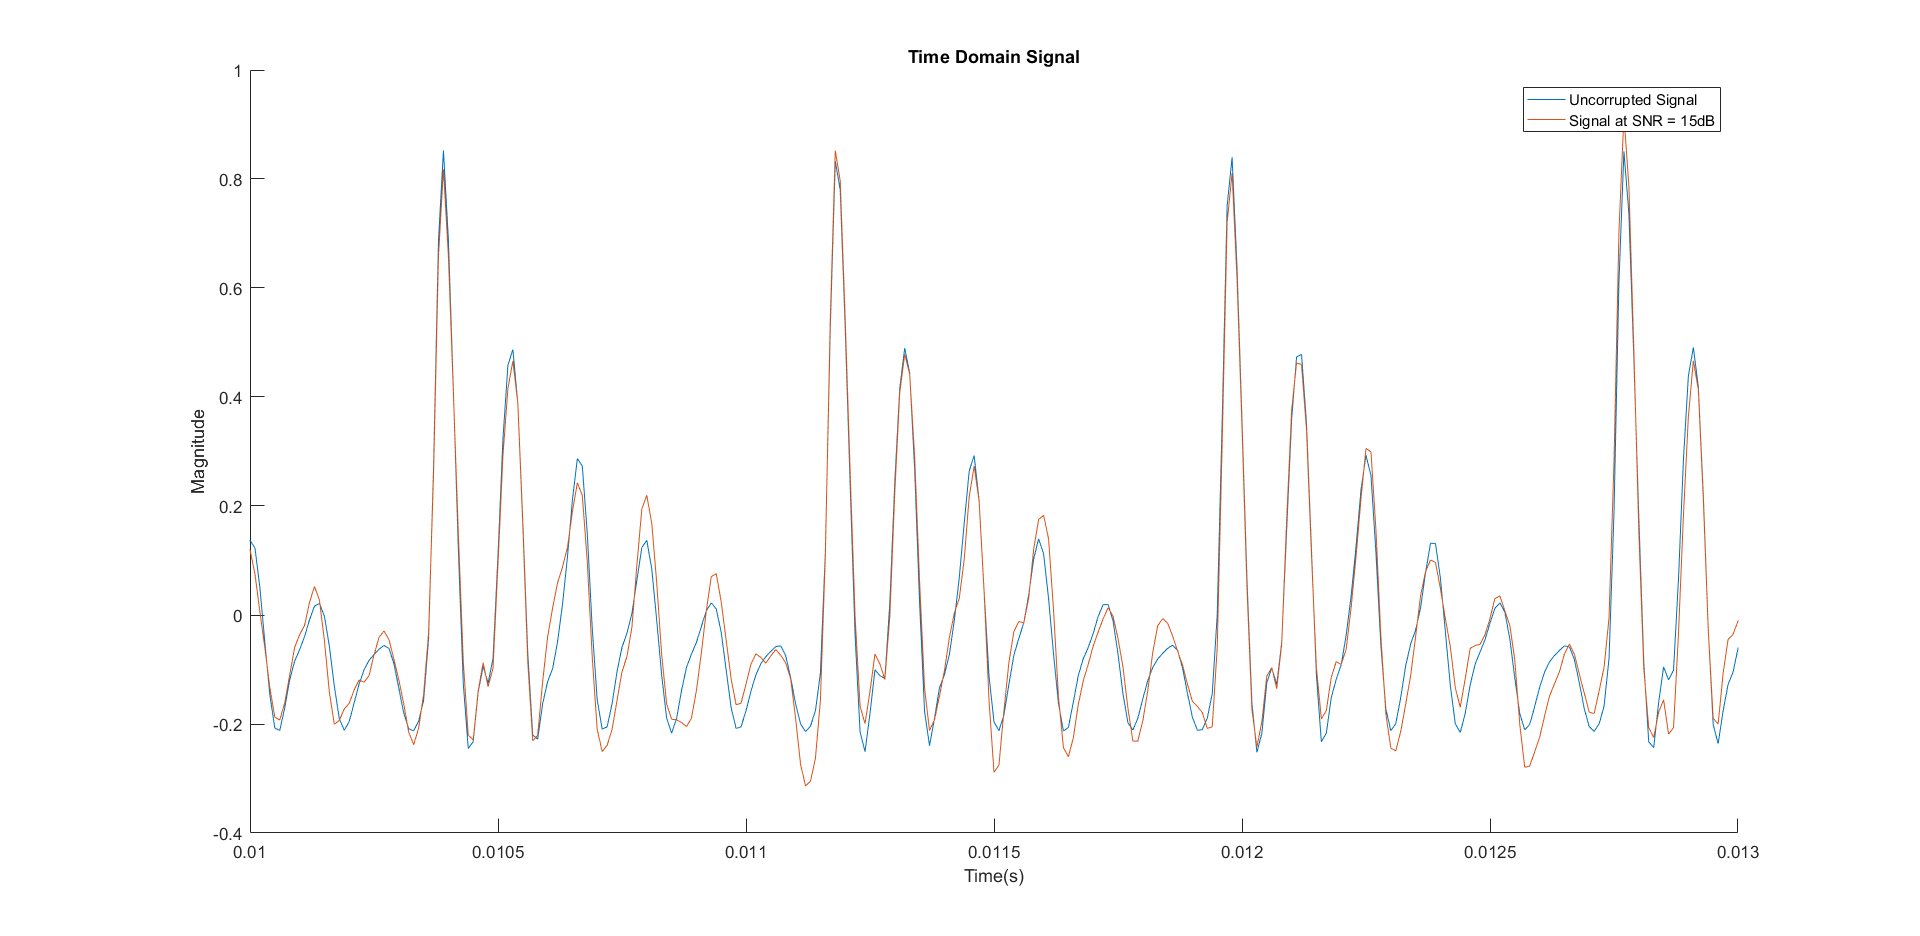 Time Domain Signal
1
0.8
0.6
0.4
0.2
0
-0.2
-0.4
Magnitude
Uncorrupted Signal
Signal at SNR = 15dB
0.01 0.0105 0.011 0.0115 0.012 0.0125 0.013
Time(s)